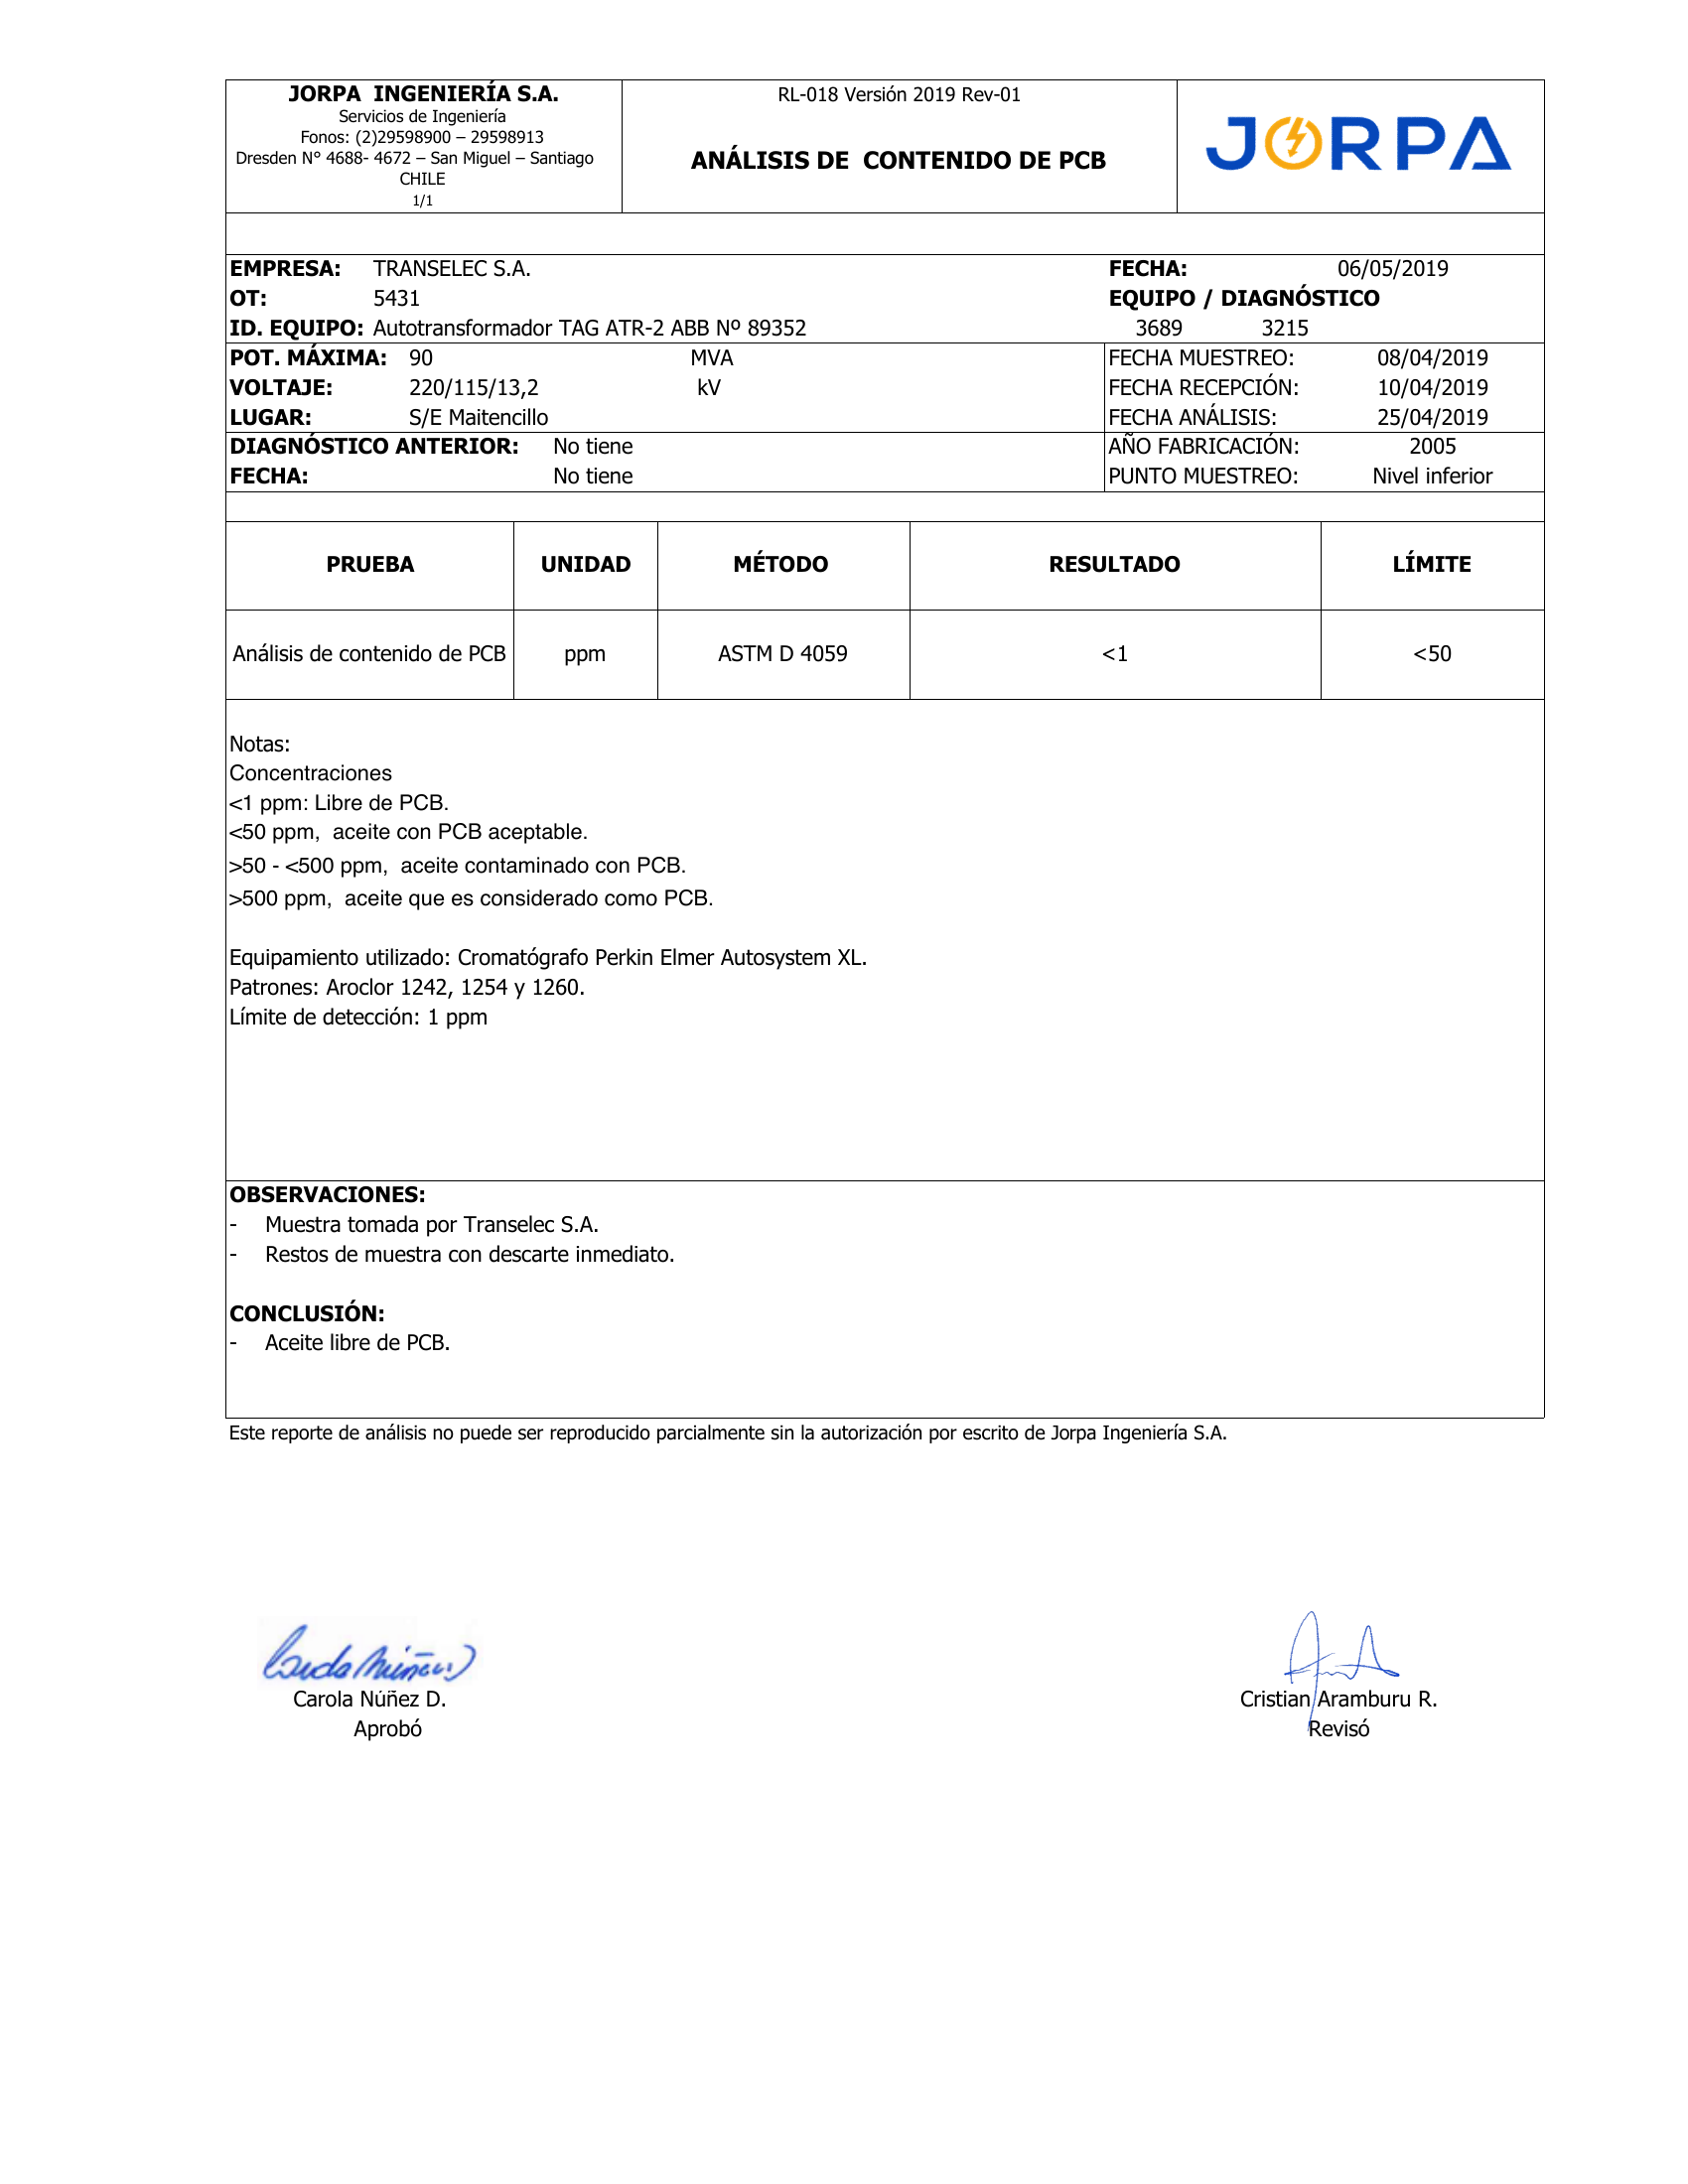 JORPA INGENIERÍA S.A.
Servicios de Ingeniería
Fonos: (2)29598900 – 29598913
Dresden N° 4688- 4672 – San Miguel – Santiago
CHILE
1/1
RL-018 Versión 2019 Rev-01
ANÁLISIS DE CONTENIDO DE PCB
JORPA
EMPRESA: TRANSELEC S.A. FECHA: 06/05/2019
OT: 5431 EQUIPO / DIAGNÓSTICO
ID. EQUIPO: Autotransformador TAG ATR-2 ABB Nº 89352 3689 3215
POT. MÁXIMA: 90 MVA FECHA MUESTREO: 08/04/2019
VOLTAJE: 220/115/13,2 kV FECHA RECEPCIÓN: 10/04/2019
LUGAR: S/E Maitencillo FECHA ANÁLISIS: 25/04/2019
DIAGNÓSTICO ANTERIOR: No tiene AÑO FABRICACIÓN: 2005
FECHA: No tiene PUNTO MUESTREO: Nivel inferior
PRUEBA UNIDAD MÉTODO RESULTADO LÍMITE
Análisis de contenido de PCB ppm ASTM D 4059 <1 <50
Notas:
Concentraciones
<1 ppm: Libre de PCB.
<50 ppm, aceite con PCB aceptable.
>50 - <500 ppm, aceite contaminado con PCB.
>500 ppm, aceite que es considerado como PCB.
Equipamiento utilizado: Cromatógrafo Perkin Elmer Autosystem XL.
Patrones: Aroclor 1242, 1254 y 1260.
Límite de detección: 1 ppm
OBSERVACIONES:
- Muestra tomada por Transelec S.A.
- Restos de muestra con descarte inmediato.
CONCLUSIÓN:
- Aceite libre de PCB.
Este reporte de análisis no puede ser reproducido parcialmente sin la autorización por escrito de Jorpa Ingeniería S.A.
Carola Núñez D. Cristian Aramburu R.
Aprobó Revisó